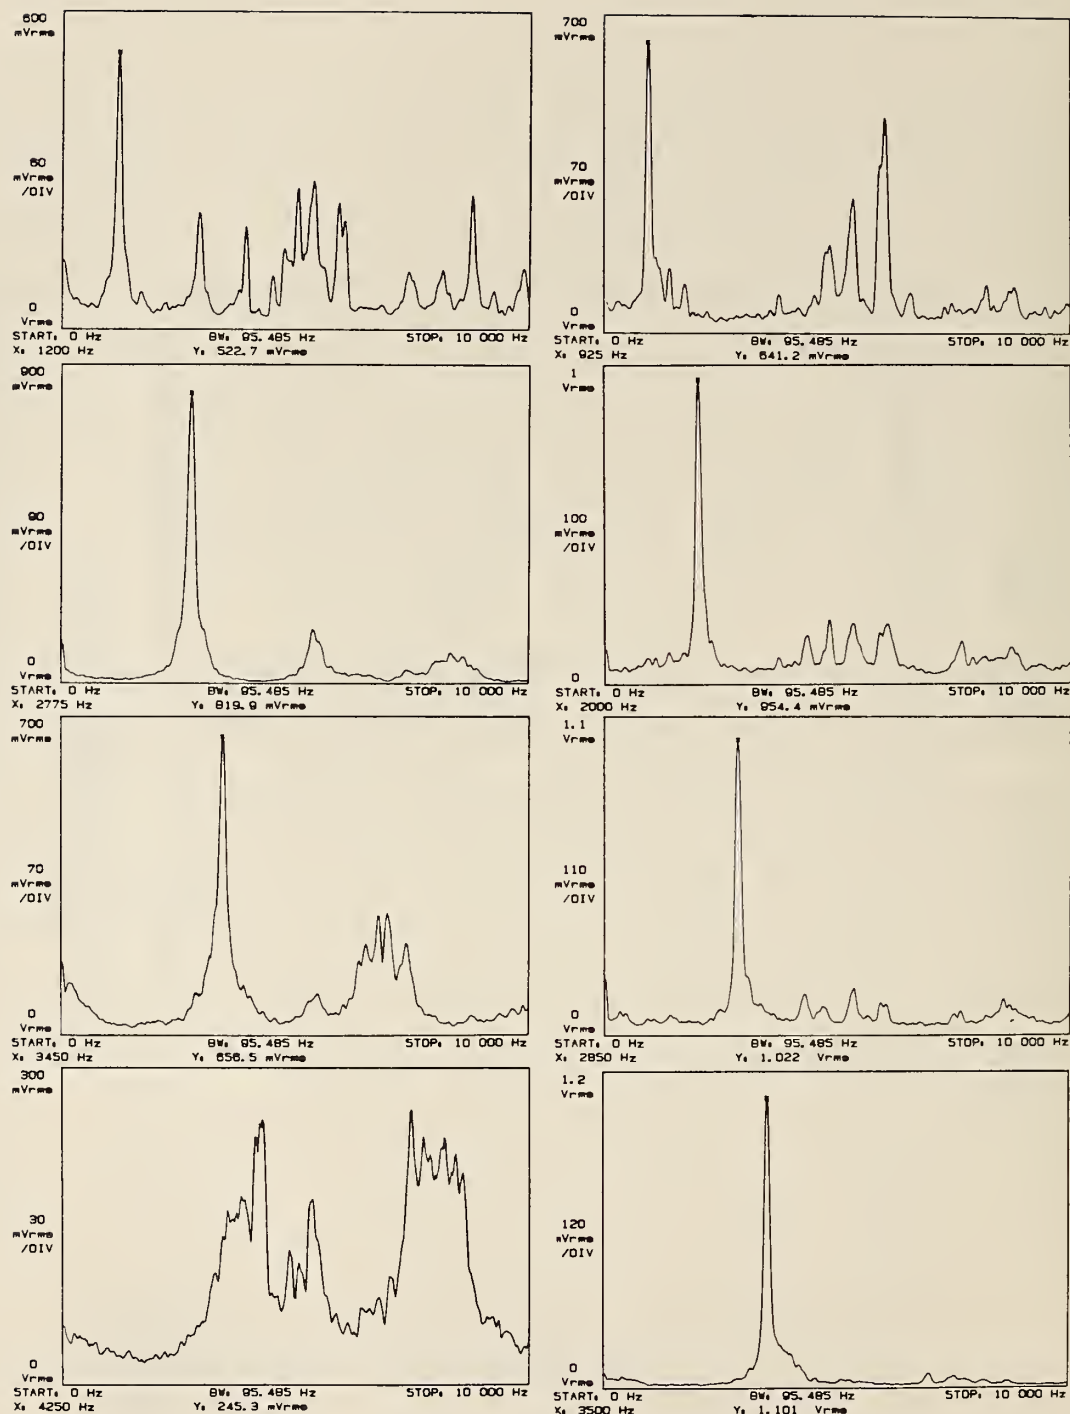 600
mVrms
60
mVrms
/DIV
0
Vrms
START: 0 Hz BW: 95.485 Hz STOP: 10 000 Hz
X: 1200 Hz Y: 522.7 mVrms
700
mVrms
70
mVrms
/DIV
0
Vrms
START: 0 Hz BW: 95.485 Hz STOP: 10 000 Hz
X: 925 Hz Y: 641.2 mVrms
900
mVrms
90
mVrms
/DIV
0
Vrms
START: 0 Hz BW: 95.485 Hz STOP: 10 000 Hz
X: 2775 Hz Y: 819.9 mVrms
1
Vrms
100
mVrms
/DIV
0
START: 0 Hz BW: 95.485 Hz STOP: 10 000 Hz
X: 2000 Hz Y: 954.4 mVrms
700
mVrms
70
mVrms
/DIV
0
Vrms
START: 0 Hz BW: 95.485 Hz STOP: 10 000 Hz
X: 3450 Hz Y: 656.5 mVrms
1.1
Vrms
110
mVrms
/DIV
0
Vrms
START: 0 Hz BW: 95.485 Hz STOP: 10 000 Hz
X: 2850 Hz Y: 1.022 Vrms
300
mVrms
30
mVrms
/DIV
0
Vrms
START: 0 Hz BW: 95.485 Hz STOP: 10 000 Hz
X: 4250 Hz Y: 245.3 mVrms
1.2
Vrms
120
mVrms
/DIV
0
Vrms
START: 0 Hz BW: 95.485 Hz STOP: 10 000 Hz
X: 3500 Hz Y: 1.101 Vrms